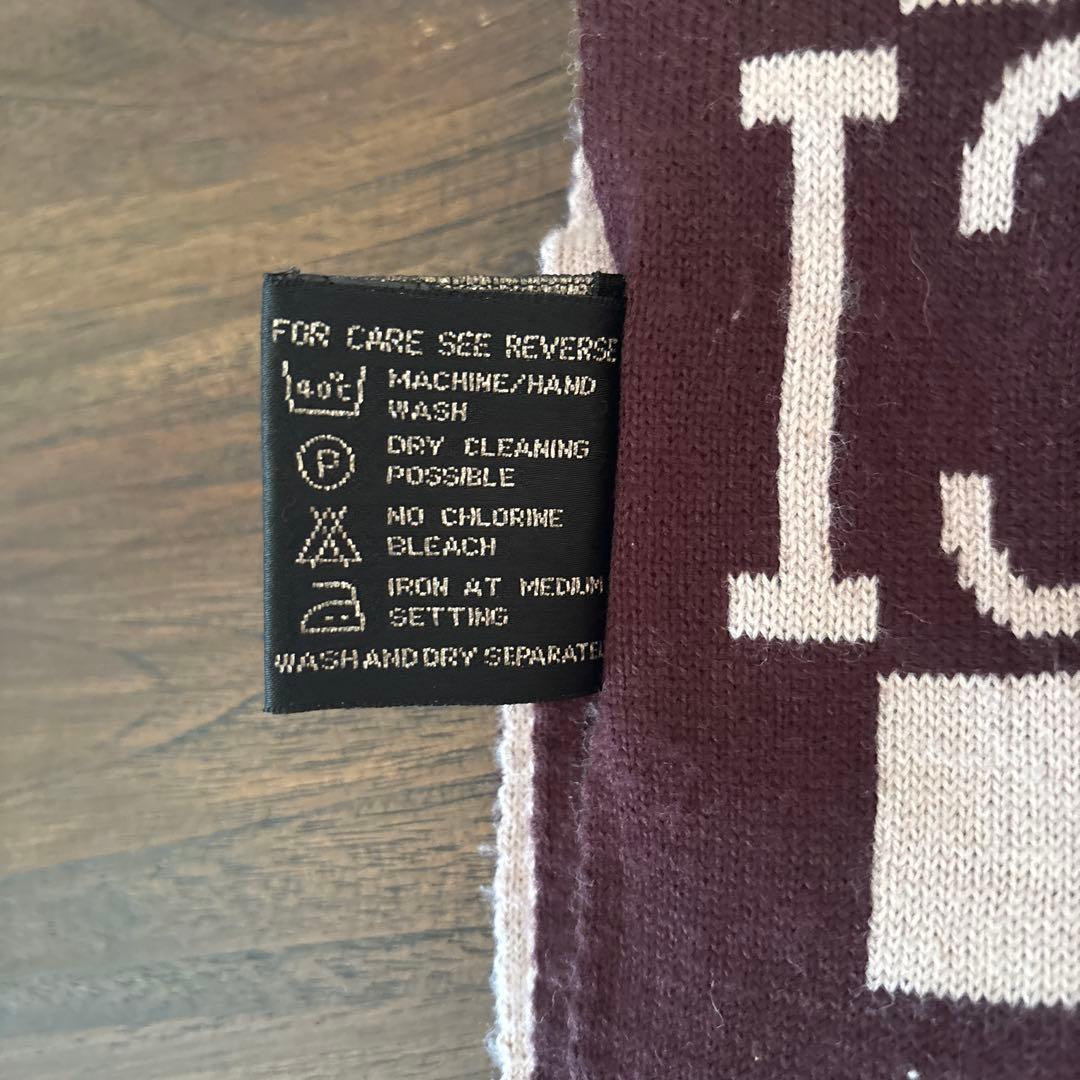 FOR CARE SEE REVERSE
40°C MACHINE/HAND
WASH
P DRY CLEANING
POSSIBLE
NO CHLORINE
BLEACH
IRON AT MEDIUM
SETTING
WASH AND DRY SEPARATEL
I